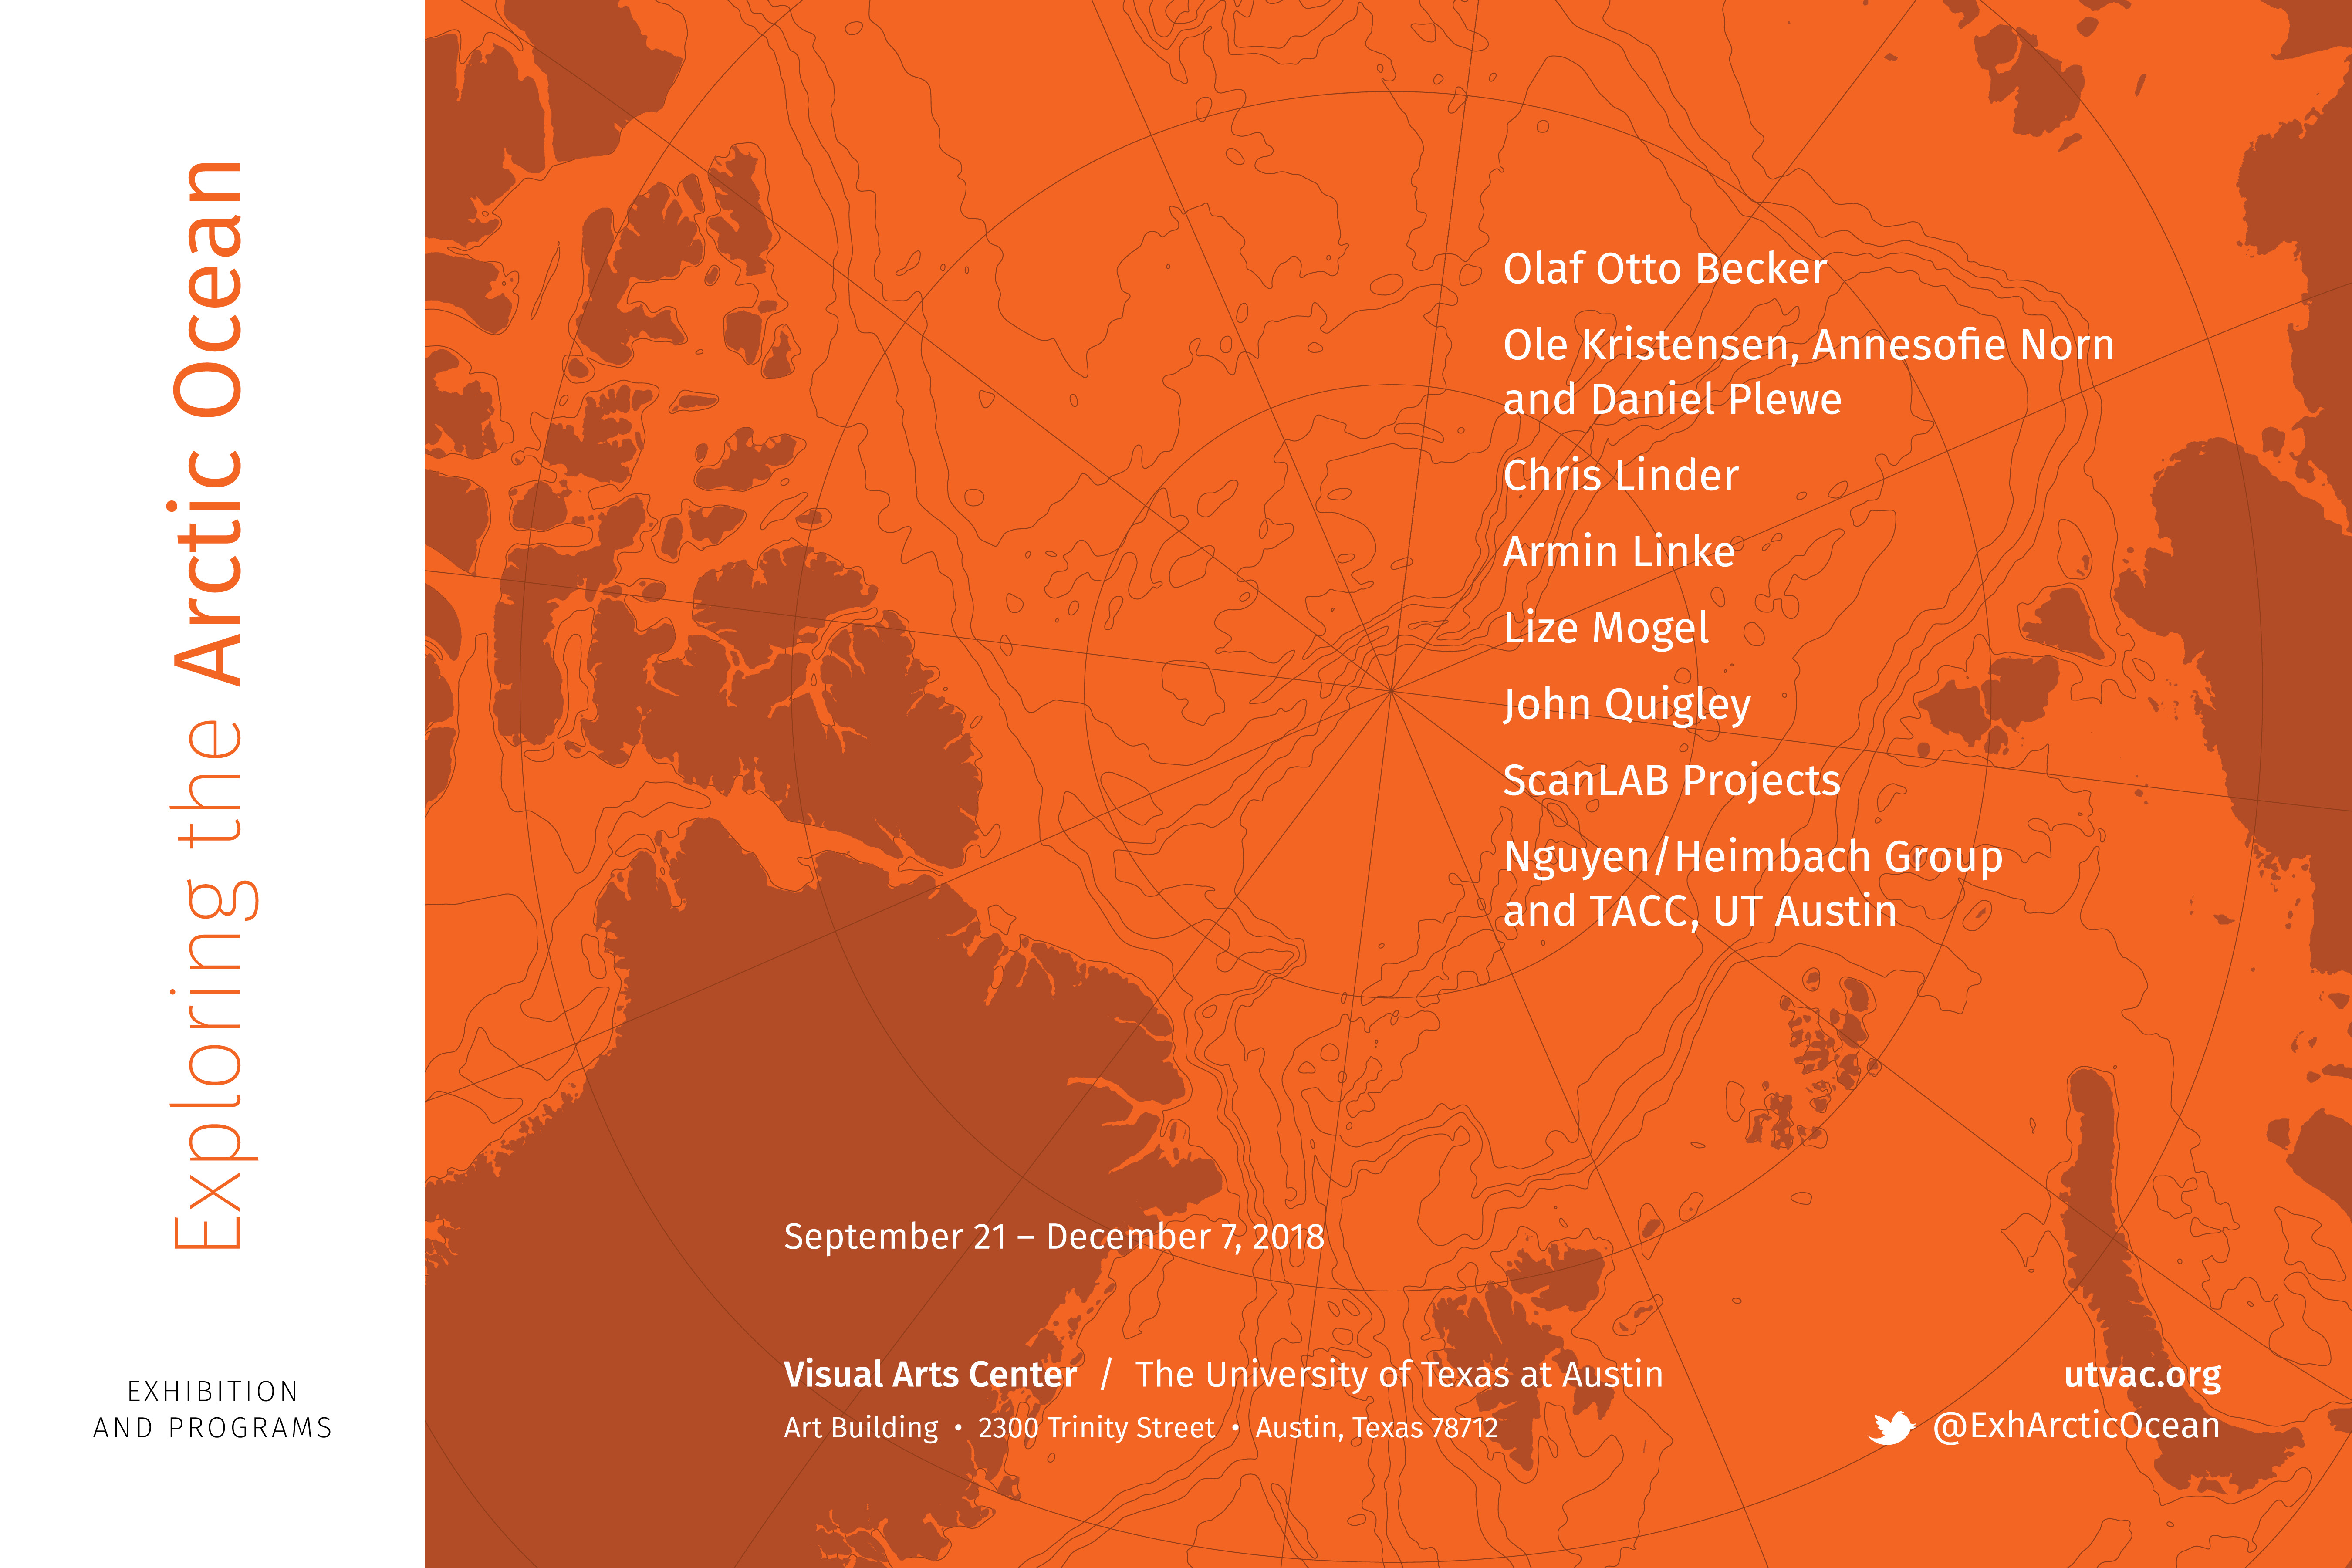 Exploring the Arctic Ocean
EXHIBITION
AND PROGRAMS
Olaf Otto Becker
Ole Kristensen, Annesofie Norn
and Daniel Plewe
Chris Linder
Armin Linke
Lize Mogel
John Quigley
ScanLAB Projects
Nguyen/Heimbach Group
and TACC, UT Austin
September 21 – December 7, 2018
Visual Arts Center / The University of Texas at Austin
Art Building • 2300 Trinity Street • Austin, Texas 78712
utvac.org
@ExhArcticOcean